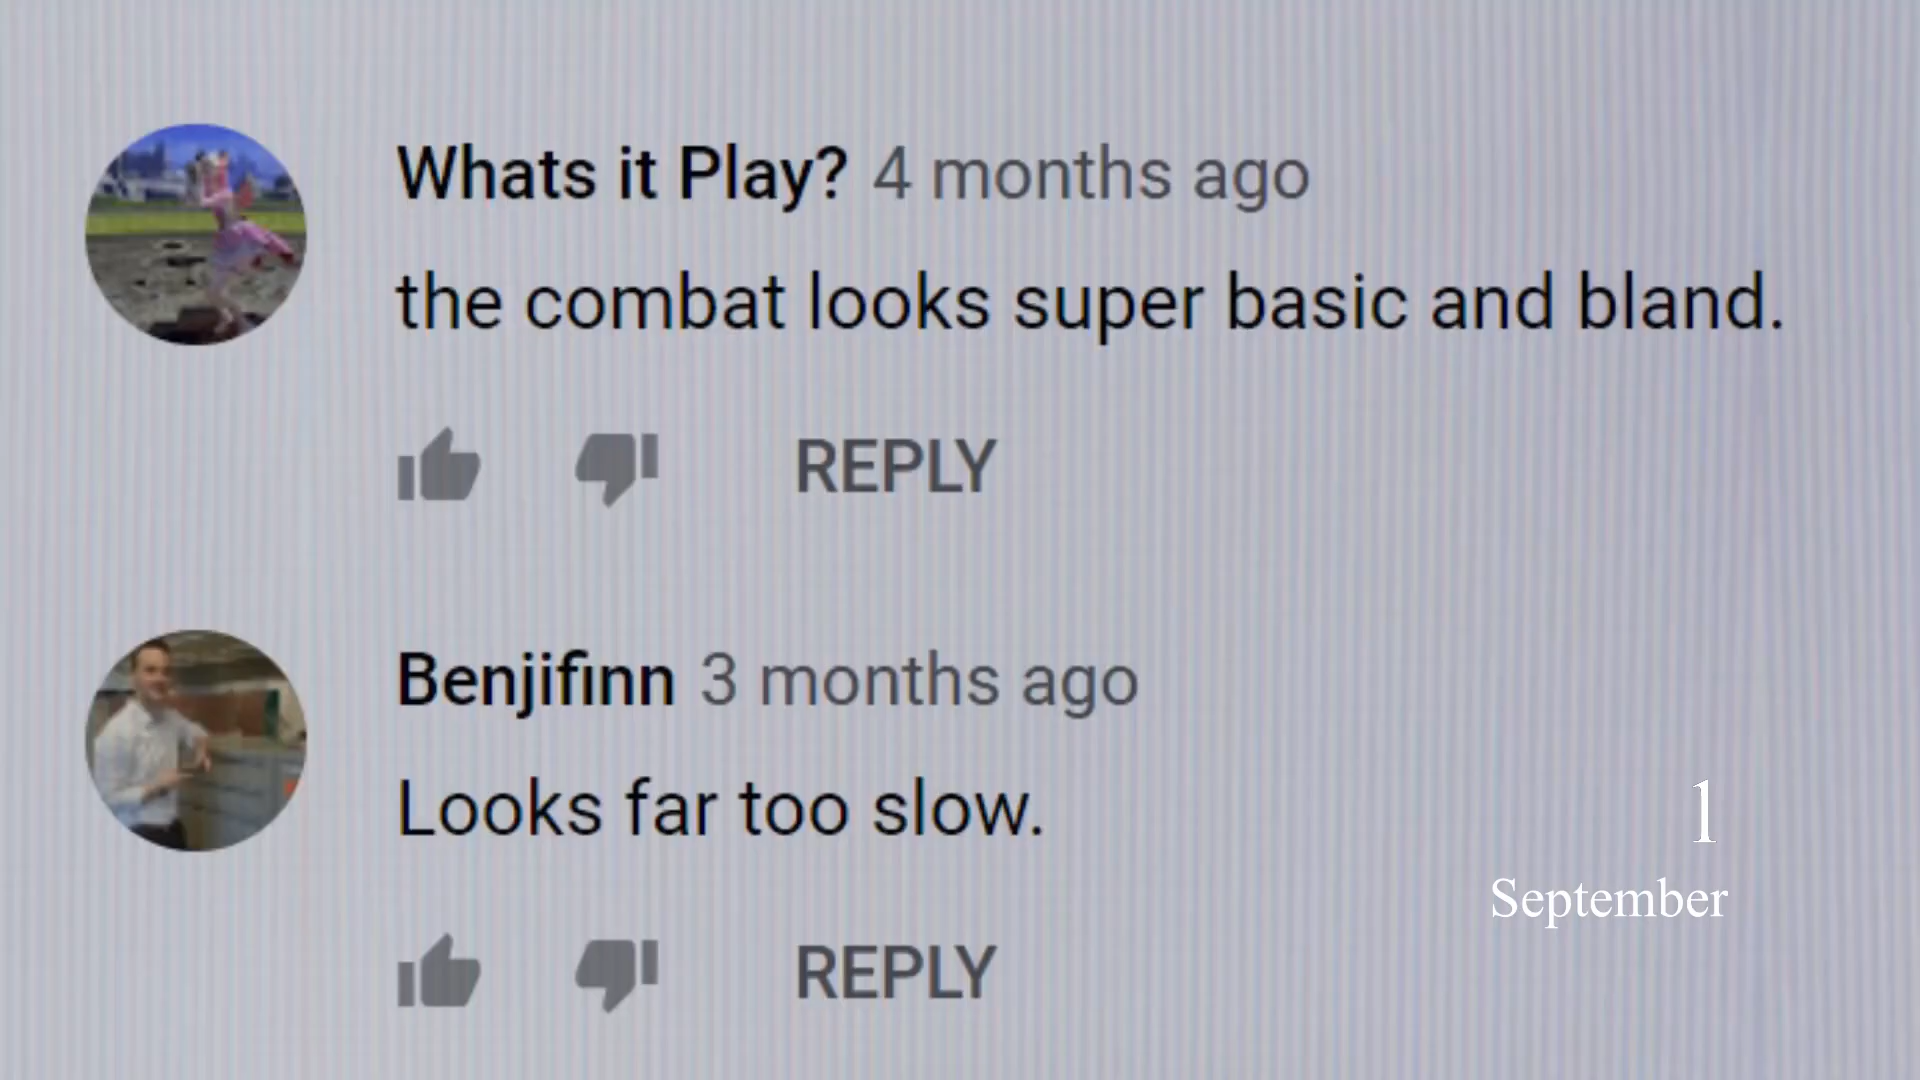 Whats it Play? 4 months ago
the combat looks super basic and bland.
REPLY
Benjifinn 3 months ago
Looks far too slow.
REPLY
1
September